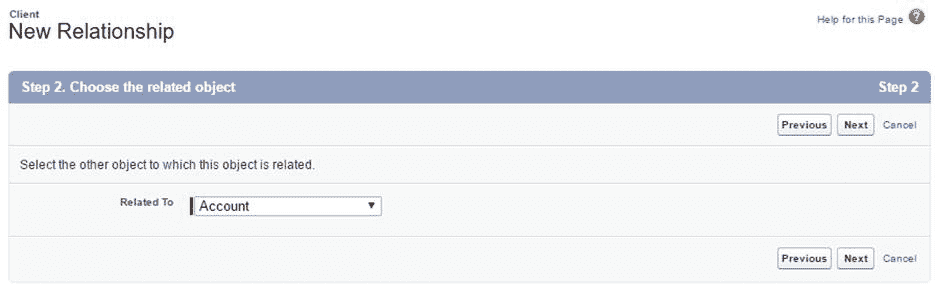 Client
New Relationship
Help for this Page ?
Step 2. Choose the related object Step 2
Previous Next Cancel
Select the other object to which this object is related.
Related To Account
Previous Next Cancel